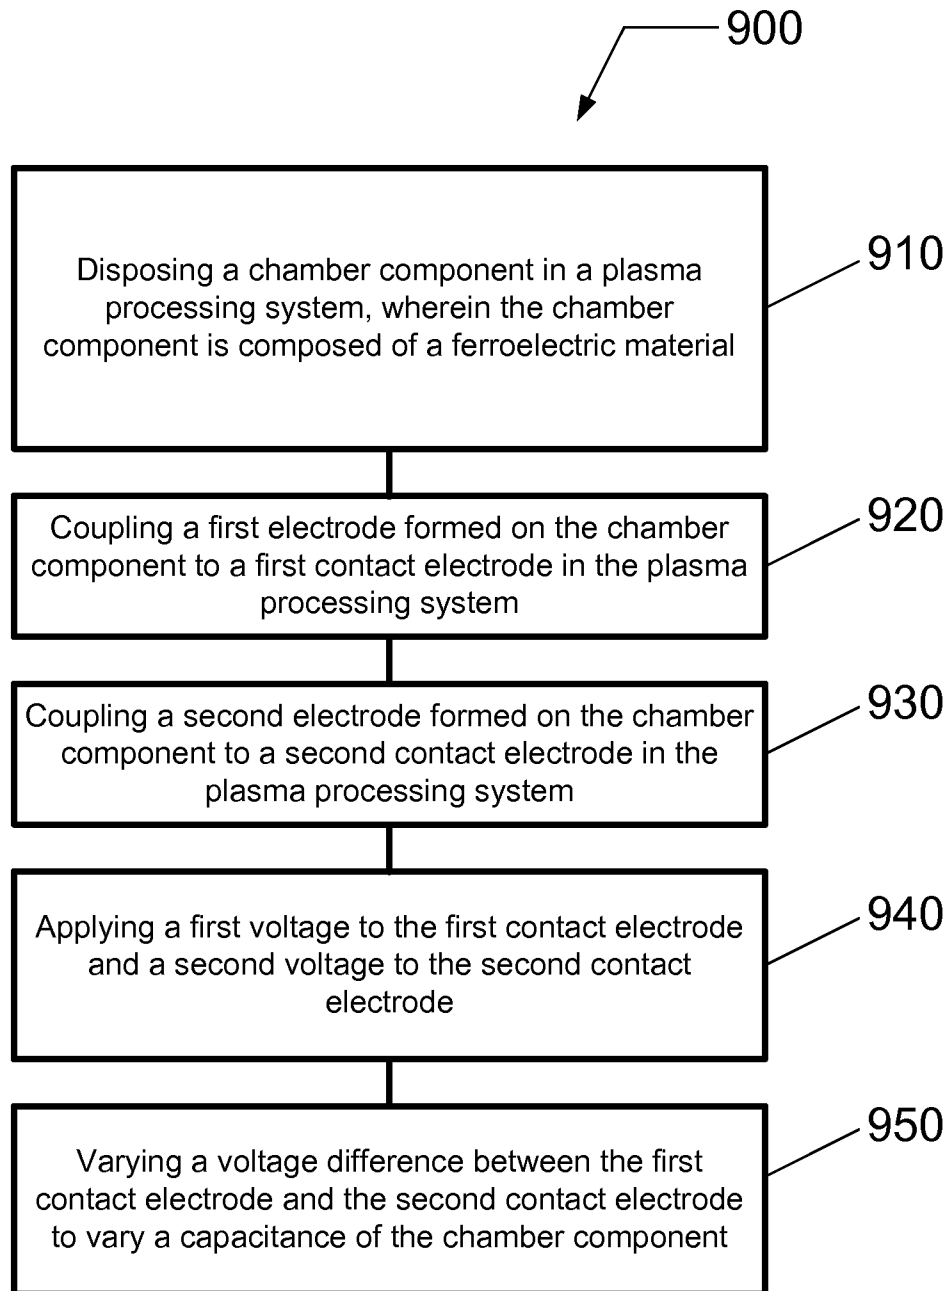 900
Disposing a chamber component in a plasma
processing system, wherein the chamber
component is composed of a ferroelectric material
910
Coupling a first electrode formed on the chamber
component to a first contact electrode in the plasma
processing system
920
Coupling a second electrode formed on the chamber
component to a second contact electrode in the
plasma processing system
930
Applying a first voltage to the first contact electrode
and a second voltage to the second contact
electrode
940
Varying a voltage difference between the first
contact electrode and the second contact electrode
to vary a capacitance of the chamber component
950